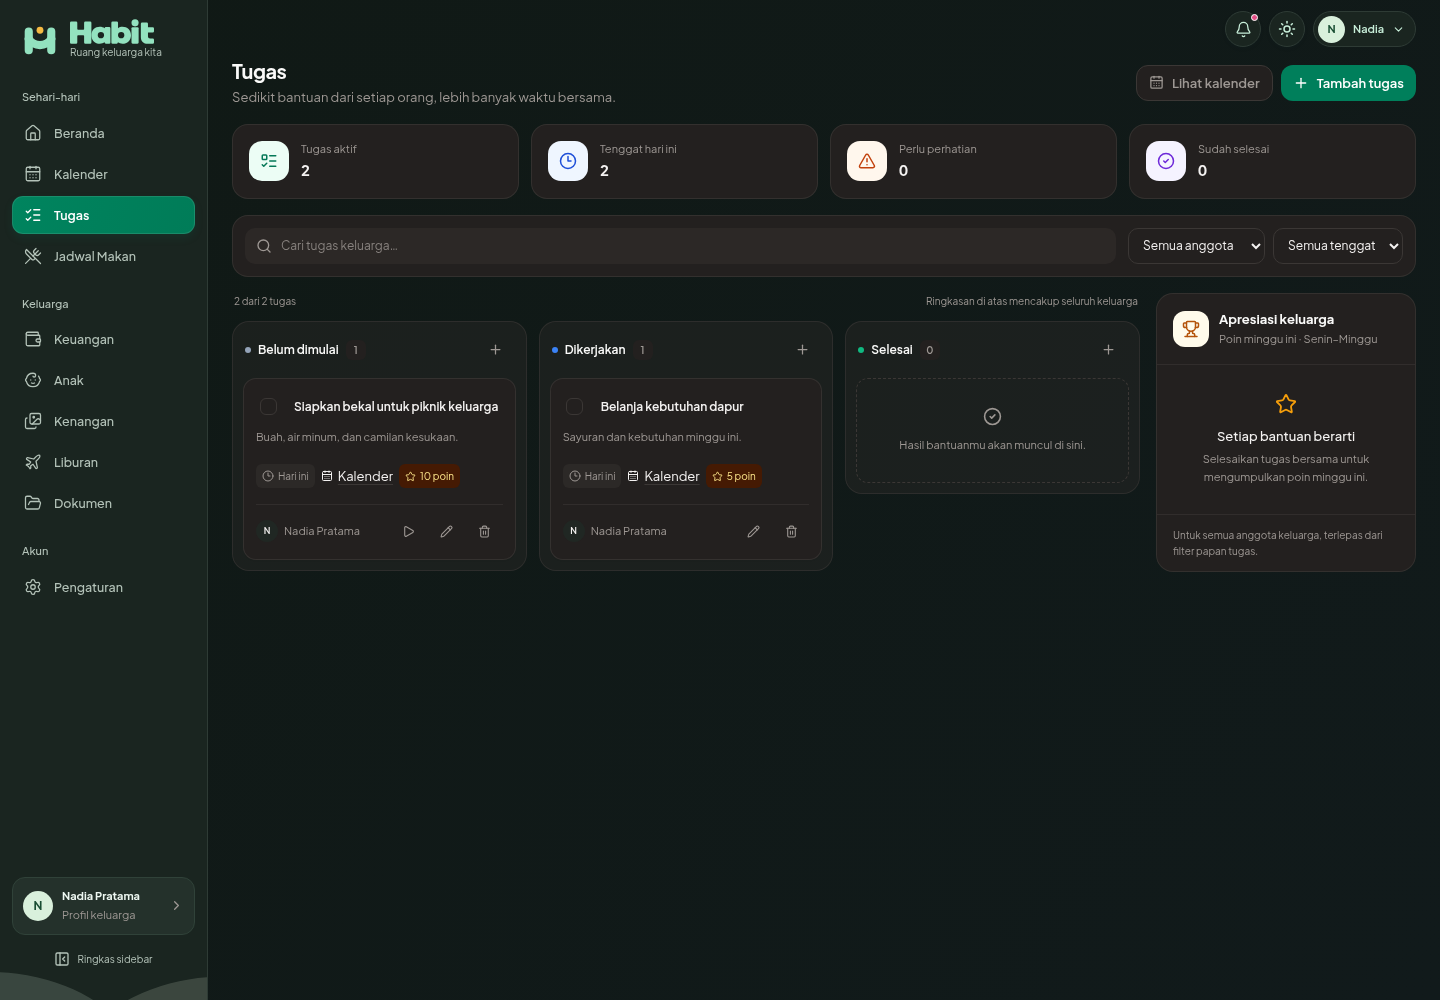 Habit
Ruang keluarga kita
Sehari-hari
Beranda
Kalender
Tugas
Jadwal Makan
Keluarga
Keuangan
Anak
Kenangan
Liburan
Dokumen
Akun
Pengaturan
N
Nadia Pratama
Profil keluarga
Ringkas sidebar
N Nadia
Tugas
Sedikit bantuan dari setiap orang, lebih banyak waktu bersama.
Lihat kalender
Tambah tugas
Tugas aktif
2
Tenggat hari ini
2
Perlu perhatian
0
Sudah selesai
0
Cari tugas keluarga...
Semua anggota
Semua tenggat
2 dari 2 tugas
Ringkasan di atas mencakup seluruh keluarga
Belum dimulai 1
Siapkan bekal untuk piknik keluarga
Buah, air minum, dan camilan kesukaan.
Hari ini Kalender 10 poin
N Nadia Pratama
Dikerjakan 1
Belanja kebutuhan dapur
Sayuran dan kebutuhan minggu ini.
Hari ini Kalender 5 poin
N Nadia Pratama
Selesai 0
Hasil bantuanmu akan muncul di sini.
Apresiasi keluarga
Poin minggu ini · Senin–Minggu
Setiap bantuan berarti
Selesaikan tugas bersama untuk
mengumpulkan poin minggu ini.
Untuk semua anggota keluarga, terlepas dari
filter papan tugas.